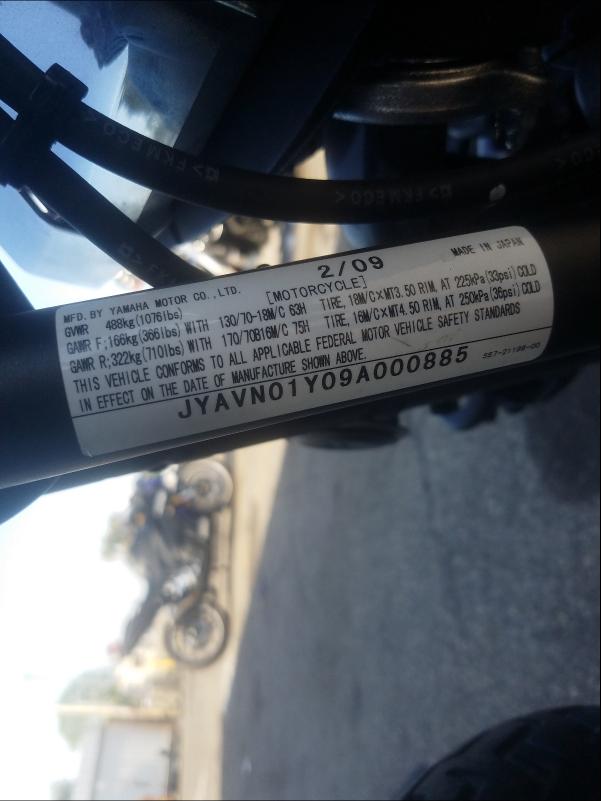 >FKMECO<
>FKMECO<
>FKMECO<
2/09
MADE IN JAPAN
MFD. BY YAMAHA MOTOR CO., LTD.
[MOTORCYCLE]
GVWR 488kg(1076lbs)
GAWR F;166kg(366lbs) WITH 130/70-18M/C 63H TIRE, 18M/C×MT3.50 RIM, AT 225kPa(33psi) COLD
GAWR R;322kg(710lbs) WITH 170/70B16M/C 75H TIRE, 16M/C×MT4.50 RIM, AT 250kPa(36psi) COLD
THIS VEHICLE CONFORMS TO ALL APPLICABLE FEDERAL MOTOR VEHICLE SAFETY STANDARDS
IN EFFECT ON THE DATE OF MANUFACTURE SHOWN ABOVE.
JYAVN01Y09A000885